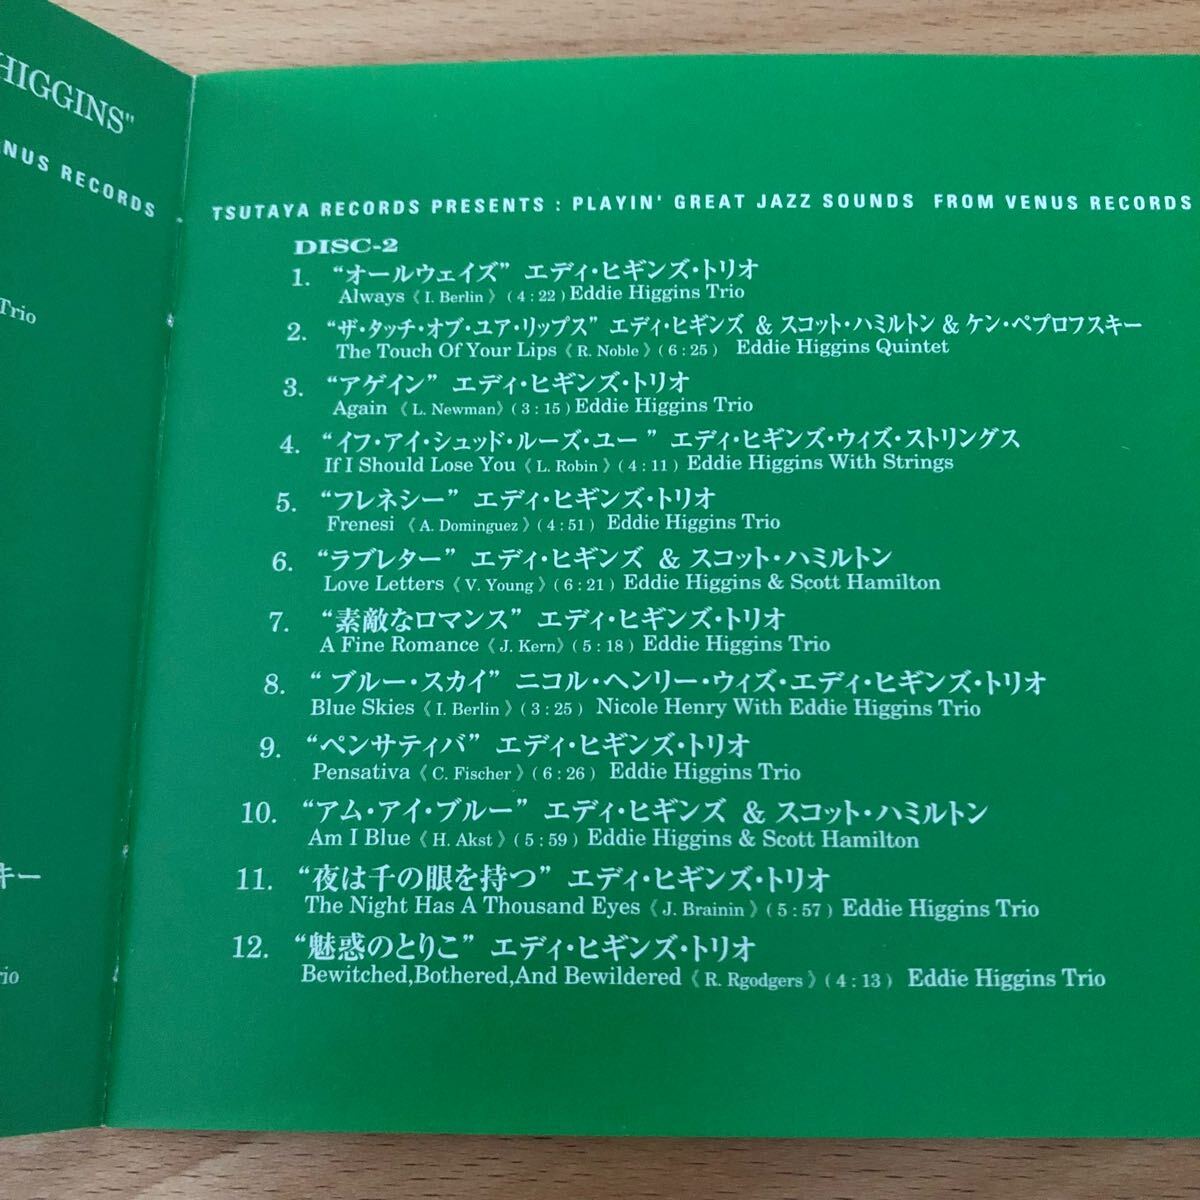 HIGGINS"
NUS RECORDS
Trio
キー
rio
TSUTAYA RECORDS PRESENTS : PLAYIN' GREAT JAZZ SOUNDS FROM VENUS RECORDS
DISC-2
1. “オールウェイズ” エディ・ヒギンズ・トリオ
Always《 I. Berlin 》( 4 : 22 ) Eddie Higgins Trio
2. “ザ・タッチ・オブ・ユア・リップス” エディ・ヒギンズ & スコット・ハミルトン & ケン・ペプロフスキー
The Touch Of Your Lips《 R. Noble 》( 6 : 25 ) Eddie Higgins Quintet
3. “アゲイン” エディ・ヒギンズ・トリオ
Again 《 L. Newman》( 3 : 15 ) Eddie Higgins Trio
4. “イフ・アイ・シュッド・ルーズ・ユー ” エディ・ヒギンズ・ウィズ・ストリングス
If I Should Lose You《 L. Robin 》( 4 : 11 ) Eddie Higgins With Strings
5. “フレネシー” エディ・ヒギンズ・トリオ
Frenesi 《 A. Dominguez 》( 4 : 51 ) Eddie Higgins Trio
6. “ラブレター” エディ・ヒギンズ & スコット・ハミルトン
Love Letters《 V. Young 》( 6 : 21 ) Eddie Higgins & Scott Hamilton
7. “素敵なロマンス” エディ・ヒギンズ・トリオ
A Fine Romance《 J. Kern》( 5 : 18 ) Eddie Higgins Trio
8. “ ブルー・スカイ” ニコル・ヘンリー・ウィズ・エディ・ヒギンズ・トリオ
Blue Skies《 I. Berlin 》( 3 : 25 ) Nicole Henry With Eddie Higgins Trio
9. “ペンサティバ” エディ・ヒギンズ・トリオ
Pensativa《 C. Fischer 》( 6 : 26 ) Eddie Higgins Trio
10. “アム・アイ・ブルー” エディ・ヒギンズ & スコット・ハミルトン
Am I Blue《 H. Akst 》( 5 : 59 ) Eddie Higgins & Scott Hamilton
11. “夜は千の眼を持つ” エディ・ヒギンズ・トリオ
The Night Has A Thousand Eyes《 J. Brainin 》( 5 : 57 ) Eddie Higgins Trio
12. “魅惑のとりこ” エディ・ヒギンズ・トリオ
Bewitched,Bothered,And Bewildered《 R. Rgodgers 》( 4 : 13 ) Eddie Higgins Trio